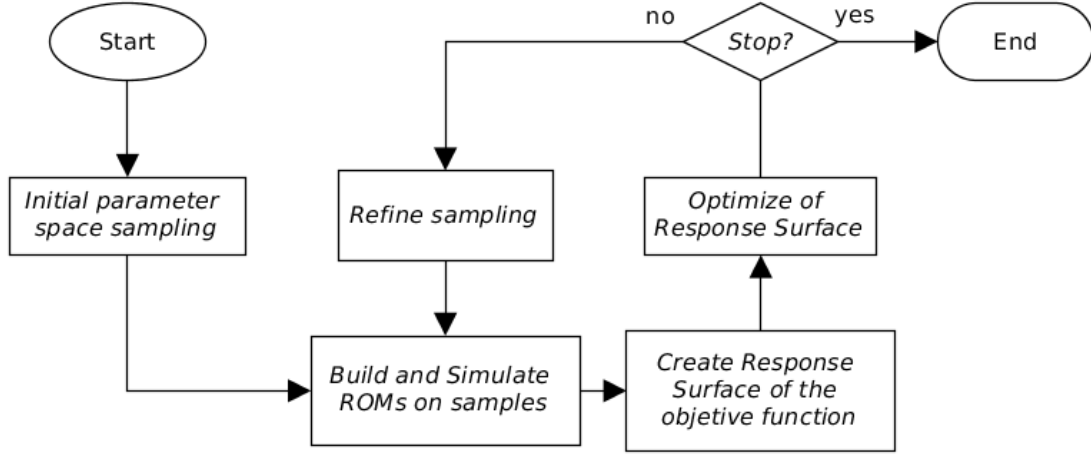 Start
no
Stop?
yes
End
Initial parameter
space sampling
Refine sampling
Optimize of
Response Surface
Build and Simulate
ROMs on samples
Create Response
Surface of the
objetive function